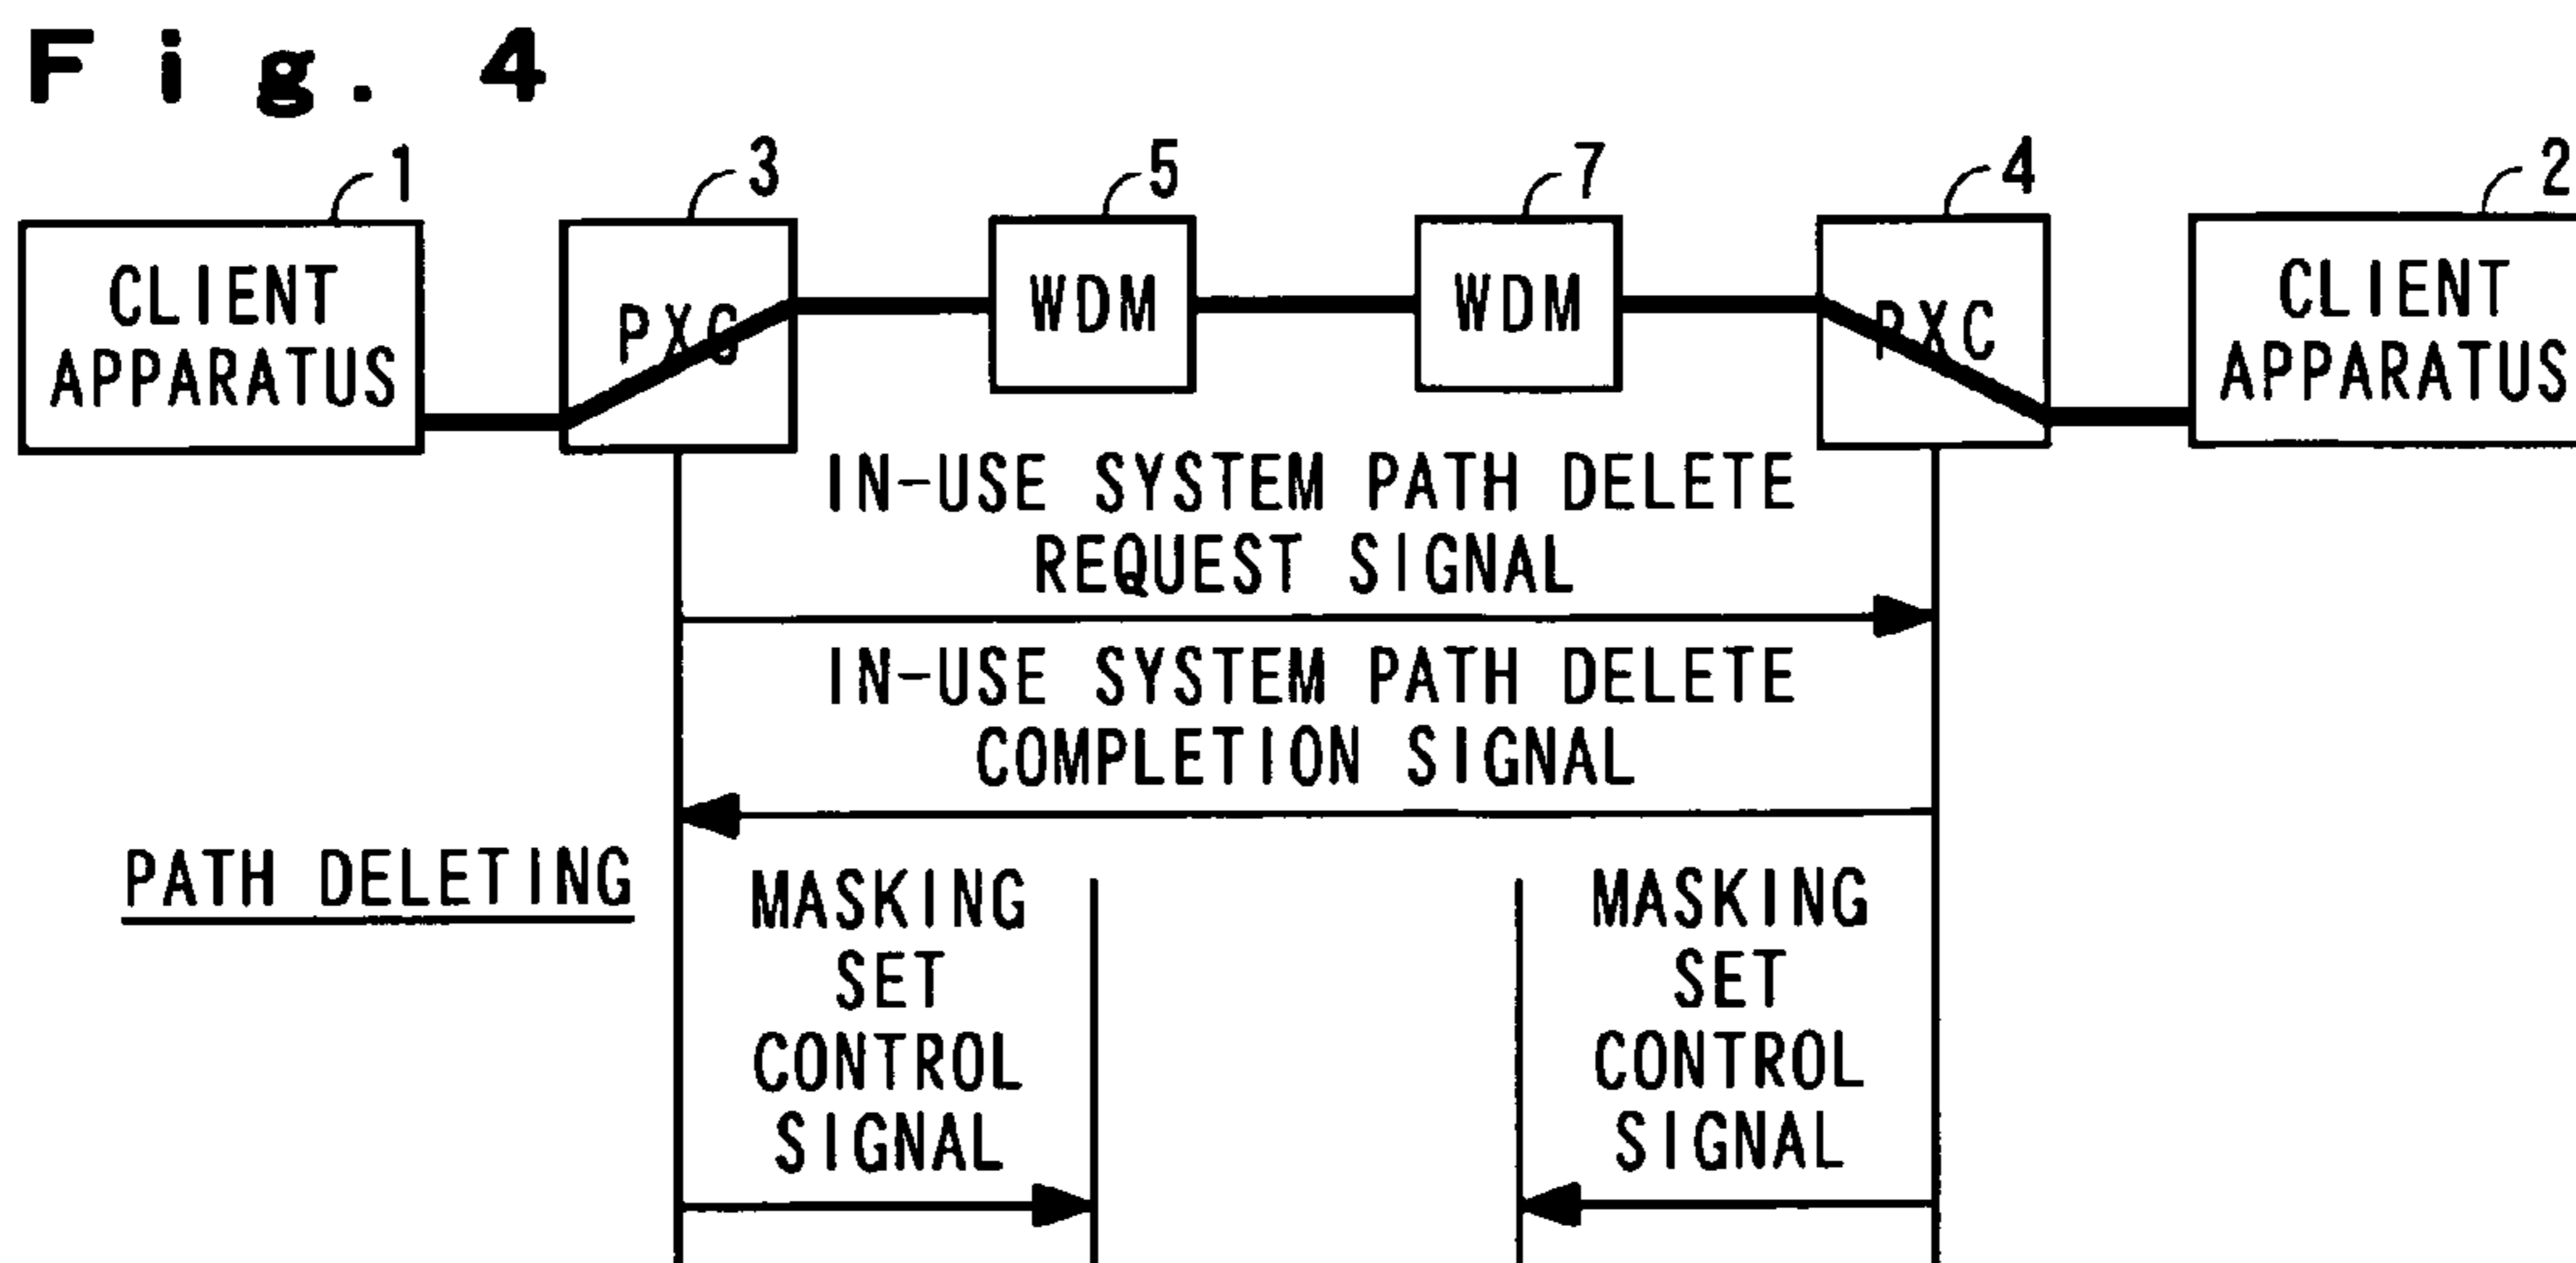 Fig. 4
1
3
5
7
4
2
CLIENT
APPARATUS
PXC
WDM
WDM
PXC
CLIENT
APPARATUS
IN-USE SYSTEM PATH DELETE
REQUEST SIGNAL
IN-USE SYSTEM PATH DELETE
COMPLETION SIGNAL
PATH DELETING
MASKING
SET
CONTROL
SIGNAL
MASKING
SET
CONTROL
SIGNAL